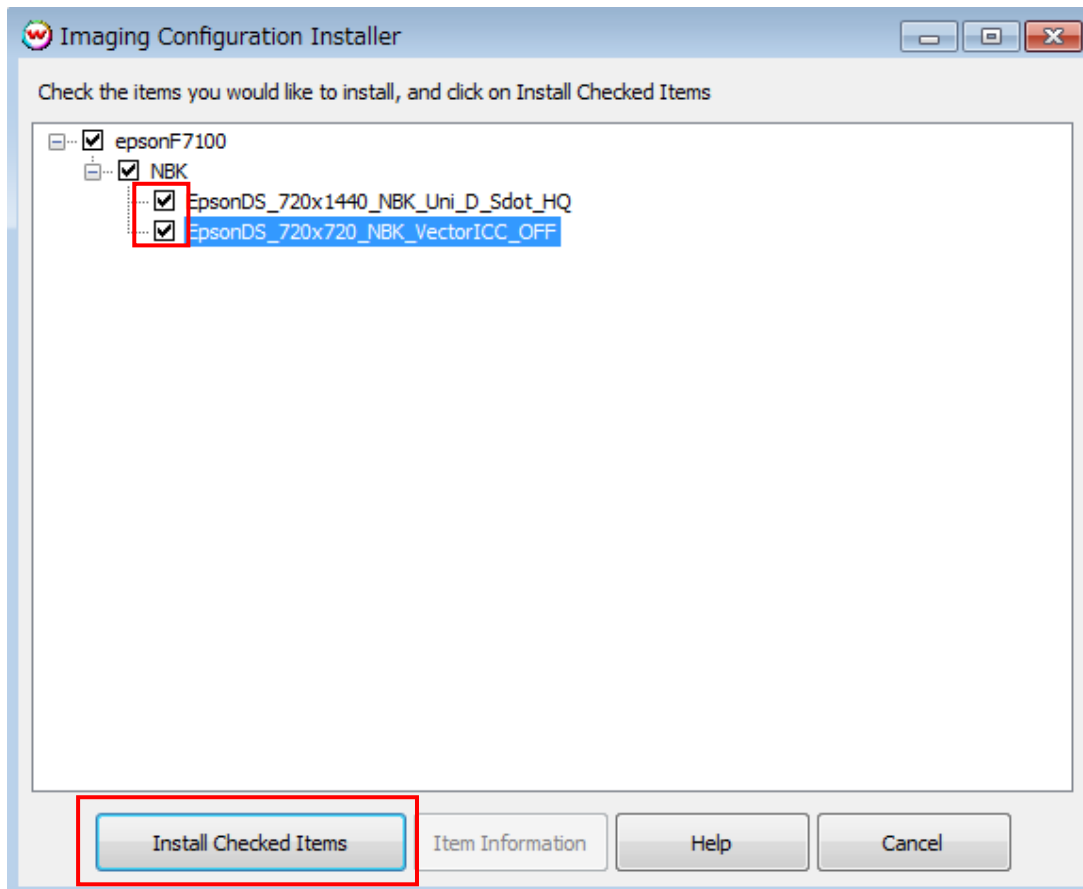 Imaging Configuration Installer
Check the items you would like to install, and click on Install Checked Items
epsonF7100
NBK
EpsonDS_720x1440_NBK_Uni_D_Sdot_HQ
EpsonDS_720x720_NBK_VectorICC_OFF
Install Checked Items Item Information Help Cancel